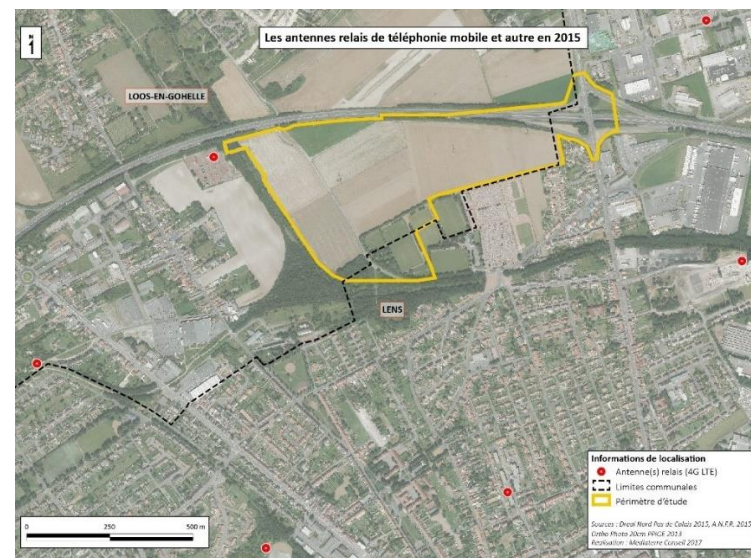 Les antennes relais de téléphonie mobile et autre en 2015
N
LOOS-EN-GOHELLE
LENS
Informations de localisation
Antenne(s) relais (4G LTE)
Limites communales
Périmètre d'étude
Sources : Dreal Nord Pas de Calais 2015, A.N.F.R. 2015
Ortho Photo 20cm PPIGE 2013
Réalisation : Mediaterre Conseil 2017
0 250 500 m